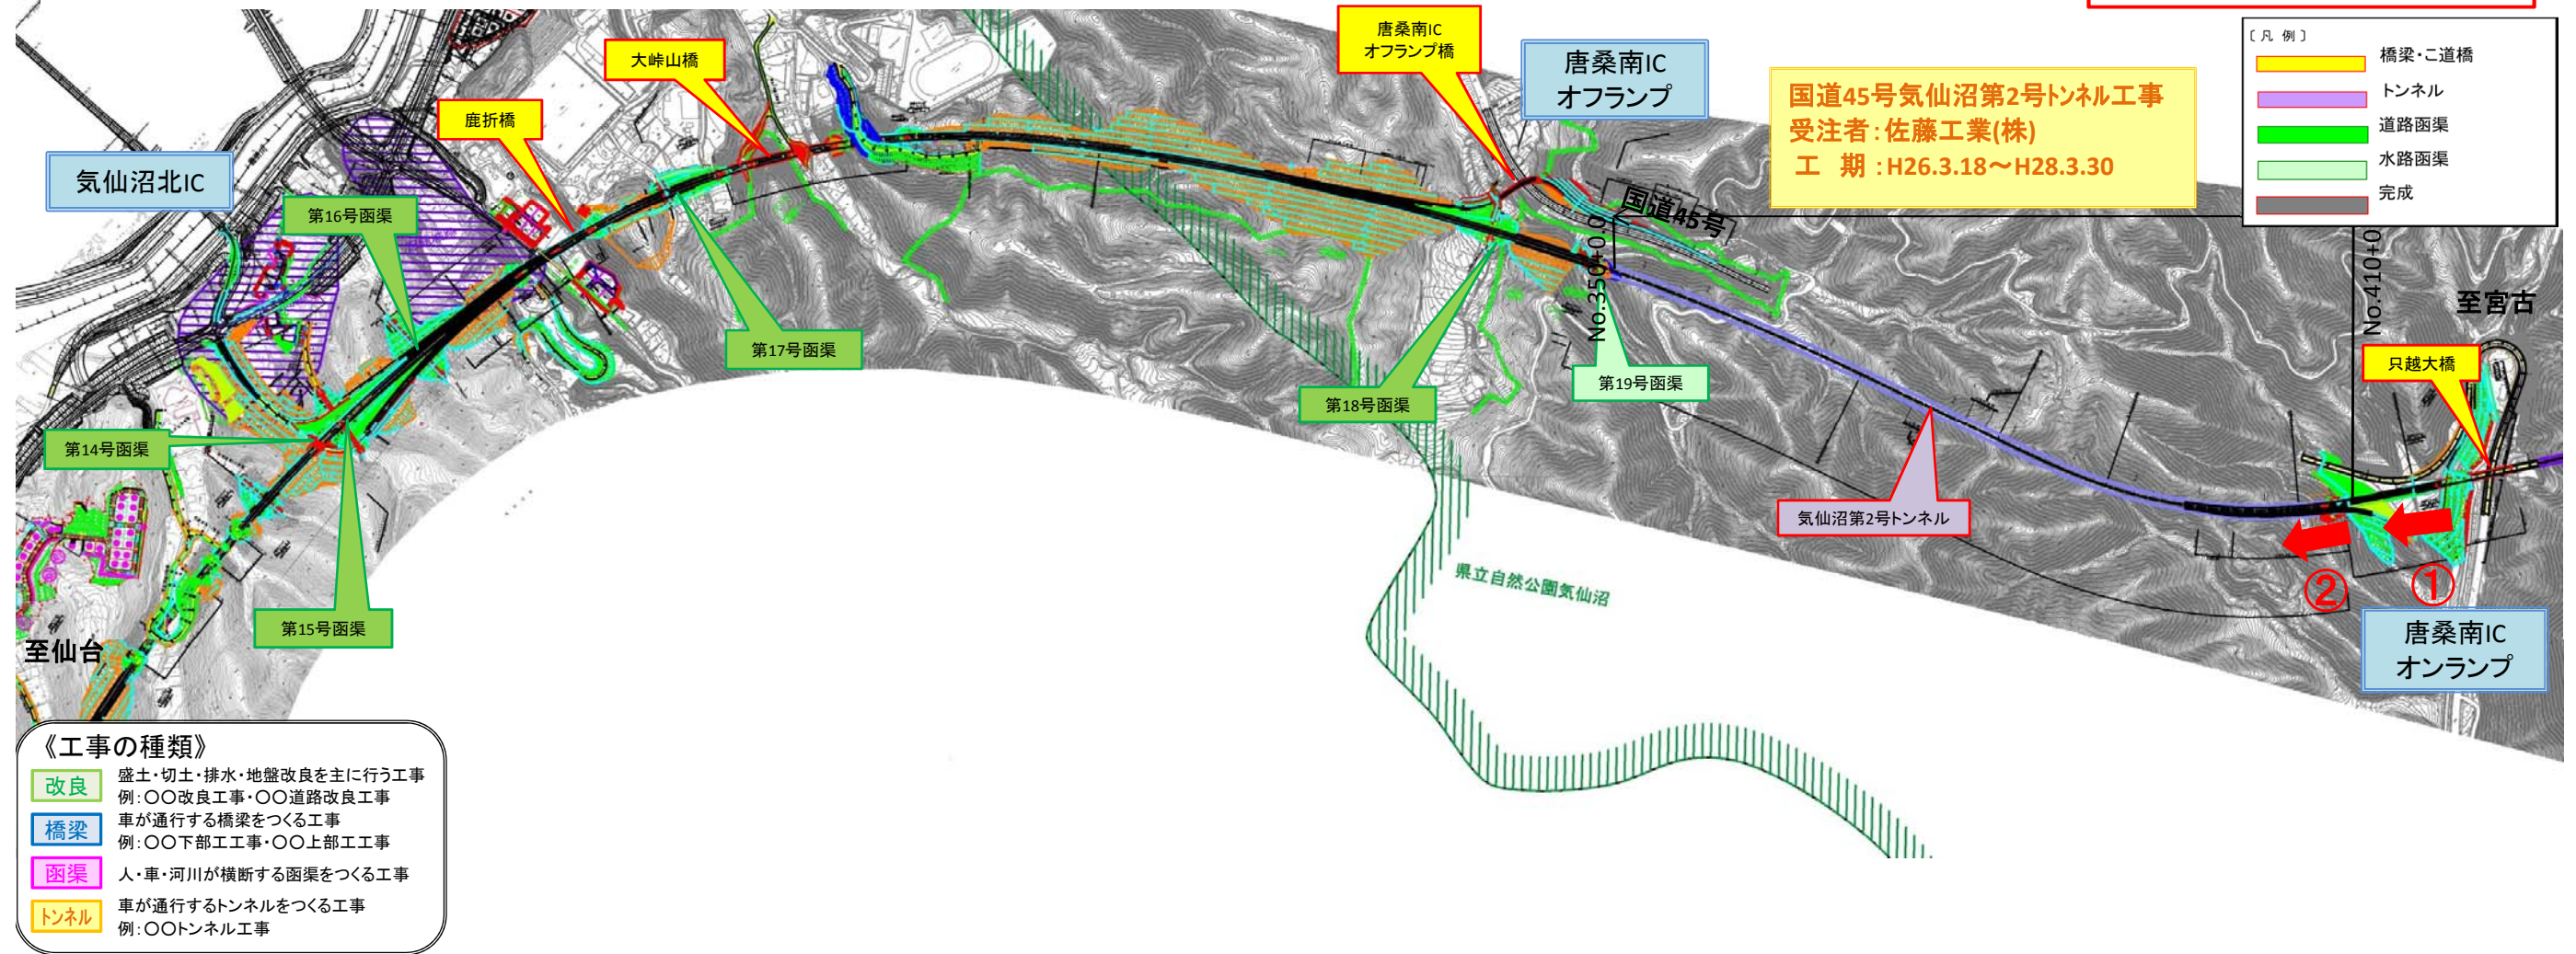 気仙沼北IC
鹿折橋
大峠山橋
唐桑南IC
オフランプ橋
唐桑南IC
オフランプ
国道45号気仙沼第2号トンネル工事
受注者：佐藤工業(株)
工　期：H26.3.18～H28.3.30
〔凡 例〕
橋梁・こ道橋
トンネル
道路函渠
水路函渠
完成
第16号函渠
第17号函渠
第14号函渠
第15号函渠
第18号函渠
第19号函渠
国道45号
No.350+0.0
No.410+0
至宮古
只越大橋
気仙沼第2号トンネル
②
①
唐桑南IC
オンランプ
県立自然公園気仙沼
至仙台
《工事の種類》
改良
盛土・切土・排水・地盤改良を主に行う工事
例：〇〇改良工事・〇〇道路改良工事
橋梁
車が通行する橋梁をつくる工事
例：〇〇下部工工事・〇〇上部工工事
函渠
人・車・河川が横断する函渠をつくる工事
トンネル
車が通行するトンネルをつくる工事
例：〇〇トンネル工事